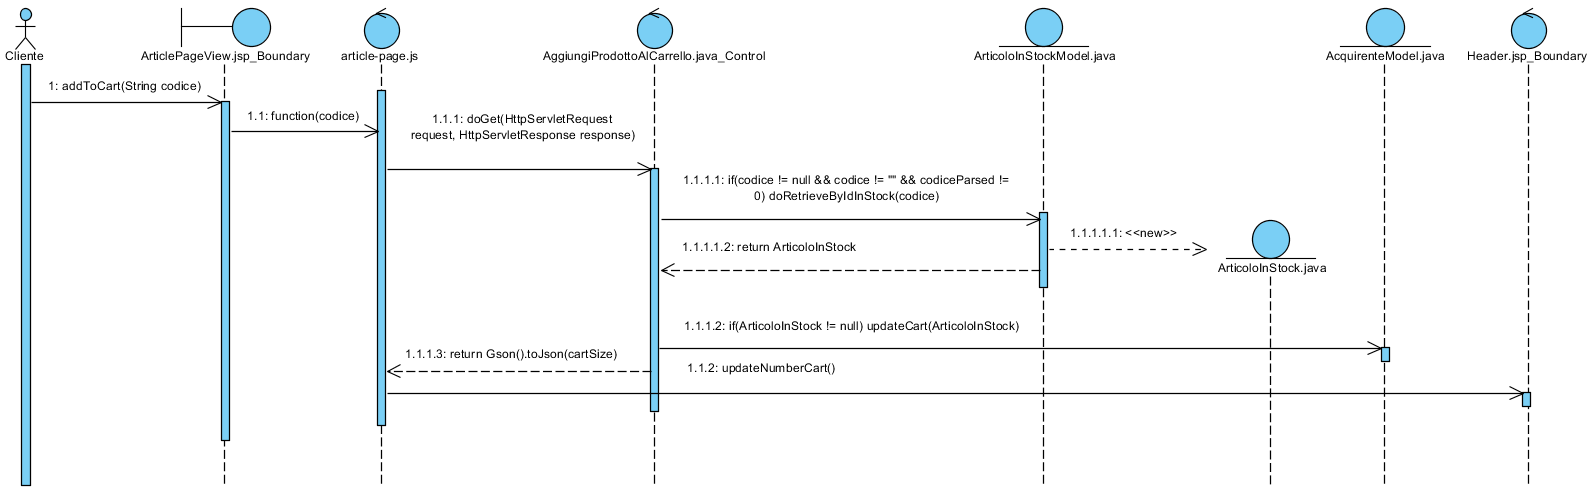 Cliente
ArticlePageView.jsp_Boundary
article-page.js
AggiungiProdottoAlCarrello.java_Control
ArticoloInStockModel.java
AcquirenteModel.java
Header.jsp_Boundary
1: addToCart(String codice)
1.1: function(codice)
1.1.1: doGet(HttpServletRequest
request, HttpServletResponse response)
1.1.1.1: if(codice != null && codice != "" && codiceParsed !=
0) doRetrieveByIdInStock(codice)
1.1.1.1.1: <<new>>
1.1.1.1.2: return ArticoloInStock
ArticoloInStock.java
1.1.1.2: if(ArticoloInStock != null) updateCart(ArticoloInStock)
1.1.1.3: return Gson().toJson(cartSize)
1.1.2: updateNumberCart()